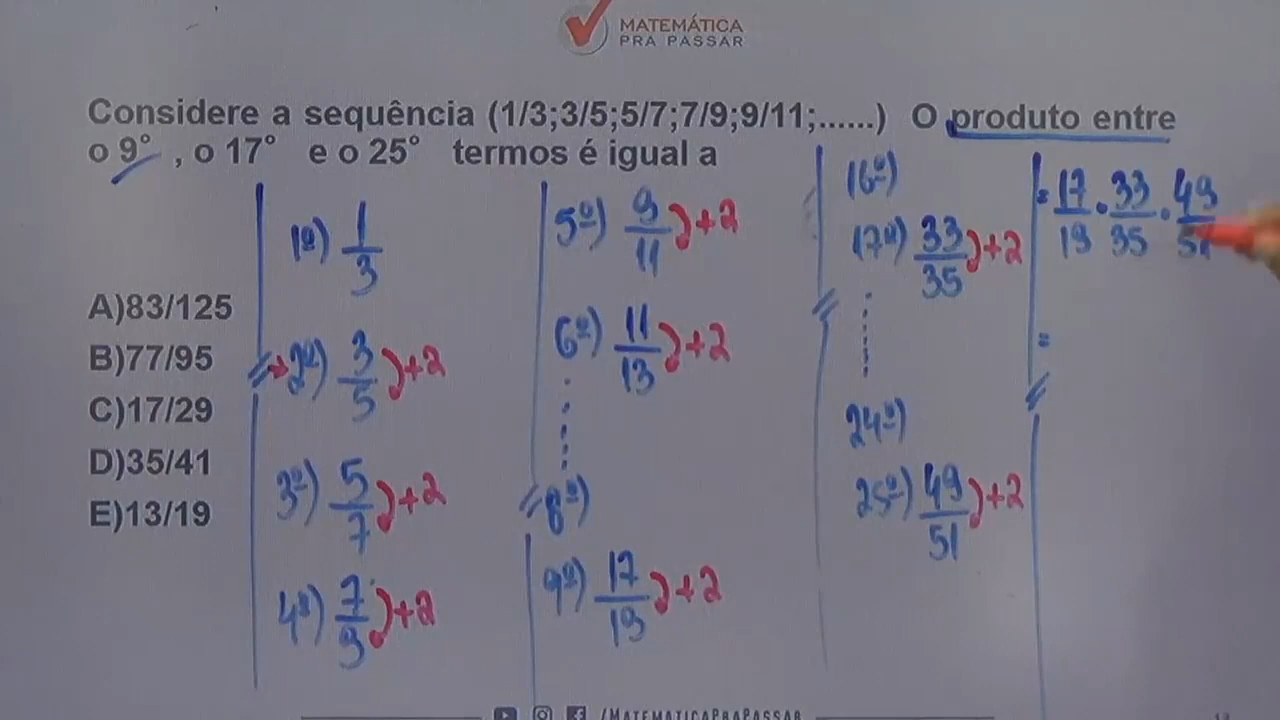 MATEMÁTICA
PRA PASSAR
Considere a sequência (1/3;3/5;5/7;7/9;9/11;......) O produto entre
o 9° , o 17° e o 25° termos é igual a
A)83/125
B)77/95
C)17/29
D)35/41
E)13/19
1º) 1/3
2º) 3/5 +2
3º) 5/7 +2
4º) 7/9 +2
5º) 9/11 +2
6º) 11/13 +2
8º)
9º) 17/19 +2
16º)
17º) 33/35 +2
24º)
25º) 49/51 +2
= 17/19 • 33/35 • 49/51
=
/MATEMATICAPRAPASSAR